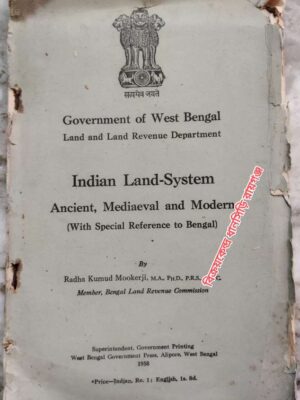 सत्यमेव जयते
Government of West Bengal
Land and Land Revenue Department
Indian Land-System
Ancient, Mediaeval and Modern
(With Special Reference to Bengal)
By
Radha Kumud Mookerji, M.A., PH.D., P.R.S.,
Member, Bengal Land Revenue Commission
Superintendent, Government Printing
West Bengal Government Press, Alipore, West Bengal
1958
Price—Indian, Re. 1; English, 1s. 8d.